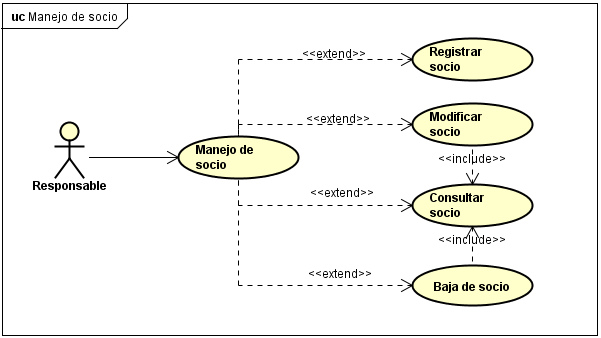 uc Manejo de socio
<<extend>>
Registrar
socio
<<extend>>
Modificar
socio
Responsable
Manejo de
socio
<<include>>
<<extend>>
Consultar
socio
<<include>>
<<extend>>
Baja de socio